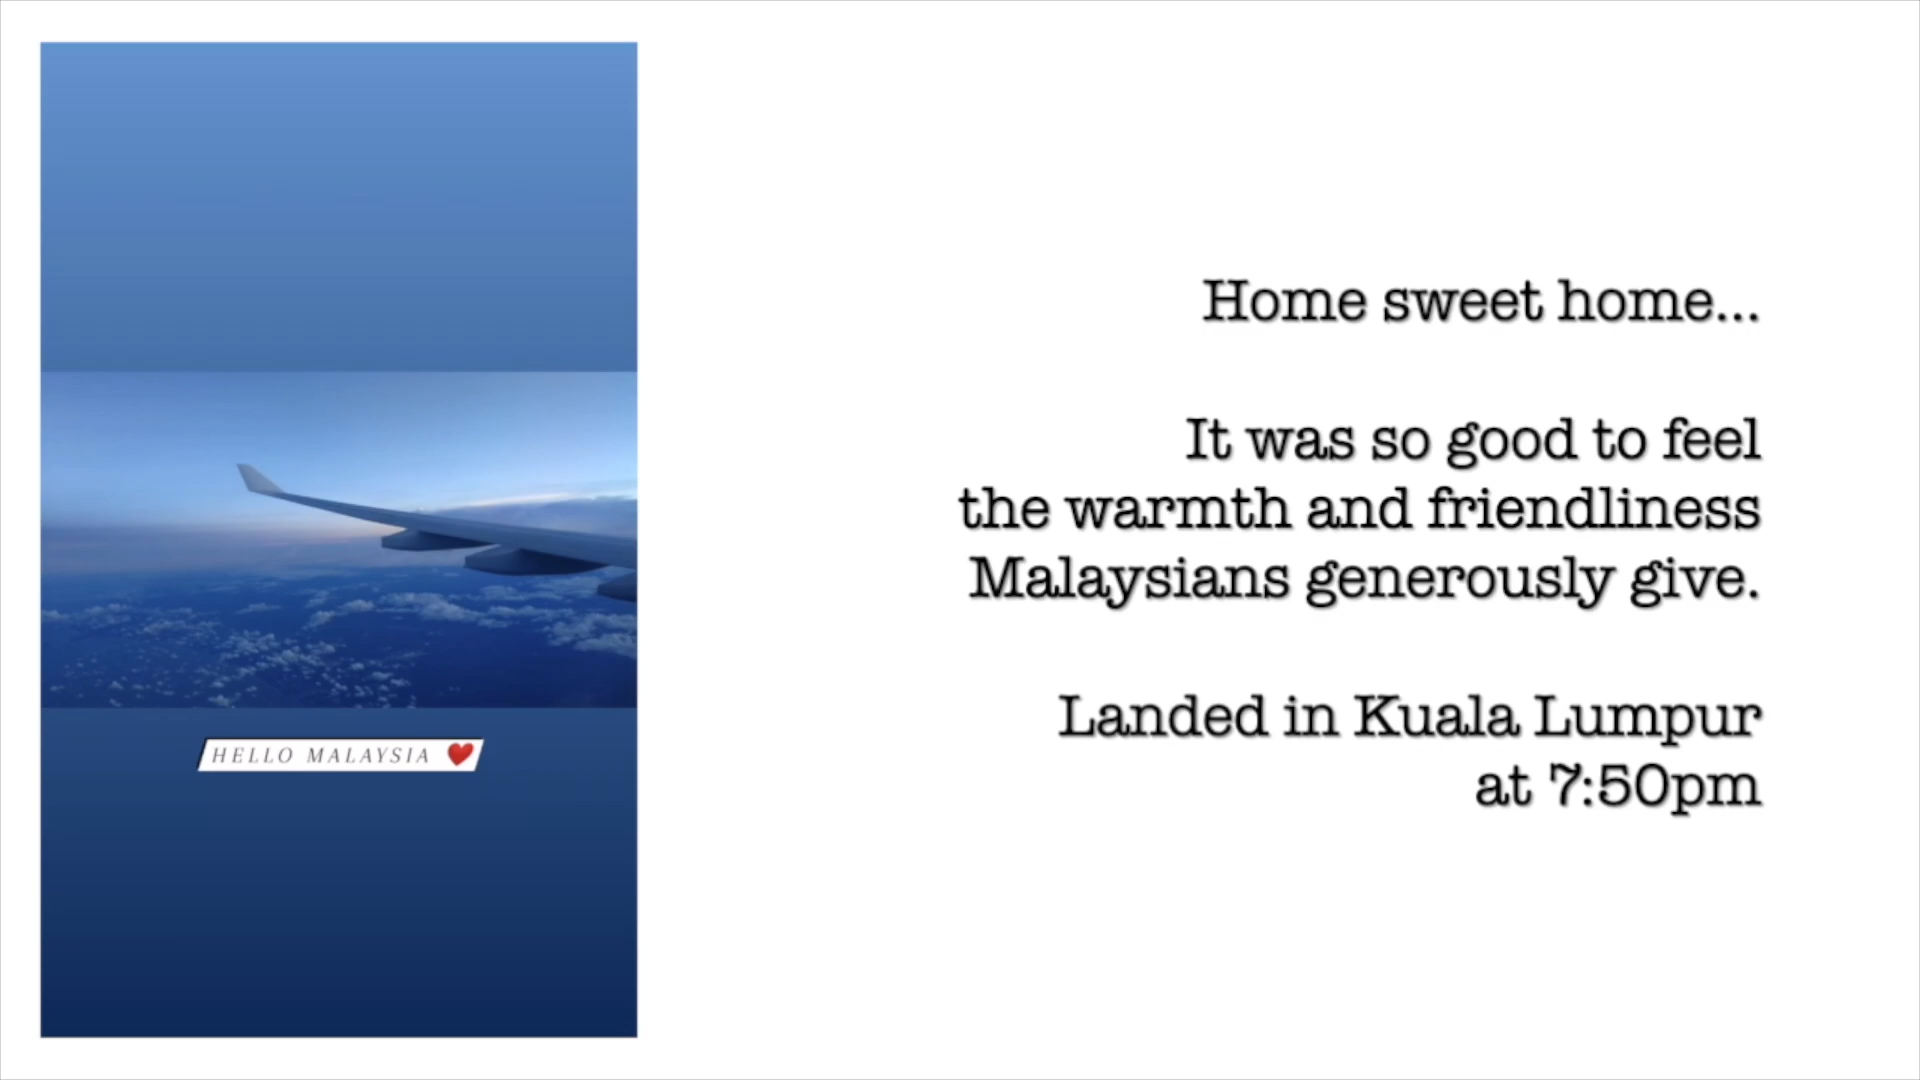 HELLO MALAYSIA ❤️
Home sweet home...
It was so good to feel
the warmth and friendliness
Malaysians generously give.
Landed in Kuala Lumpur
at 7:50pm